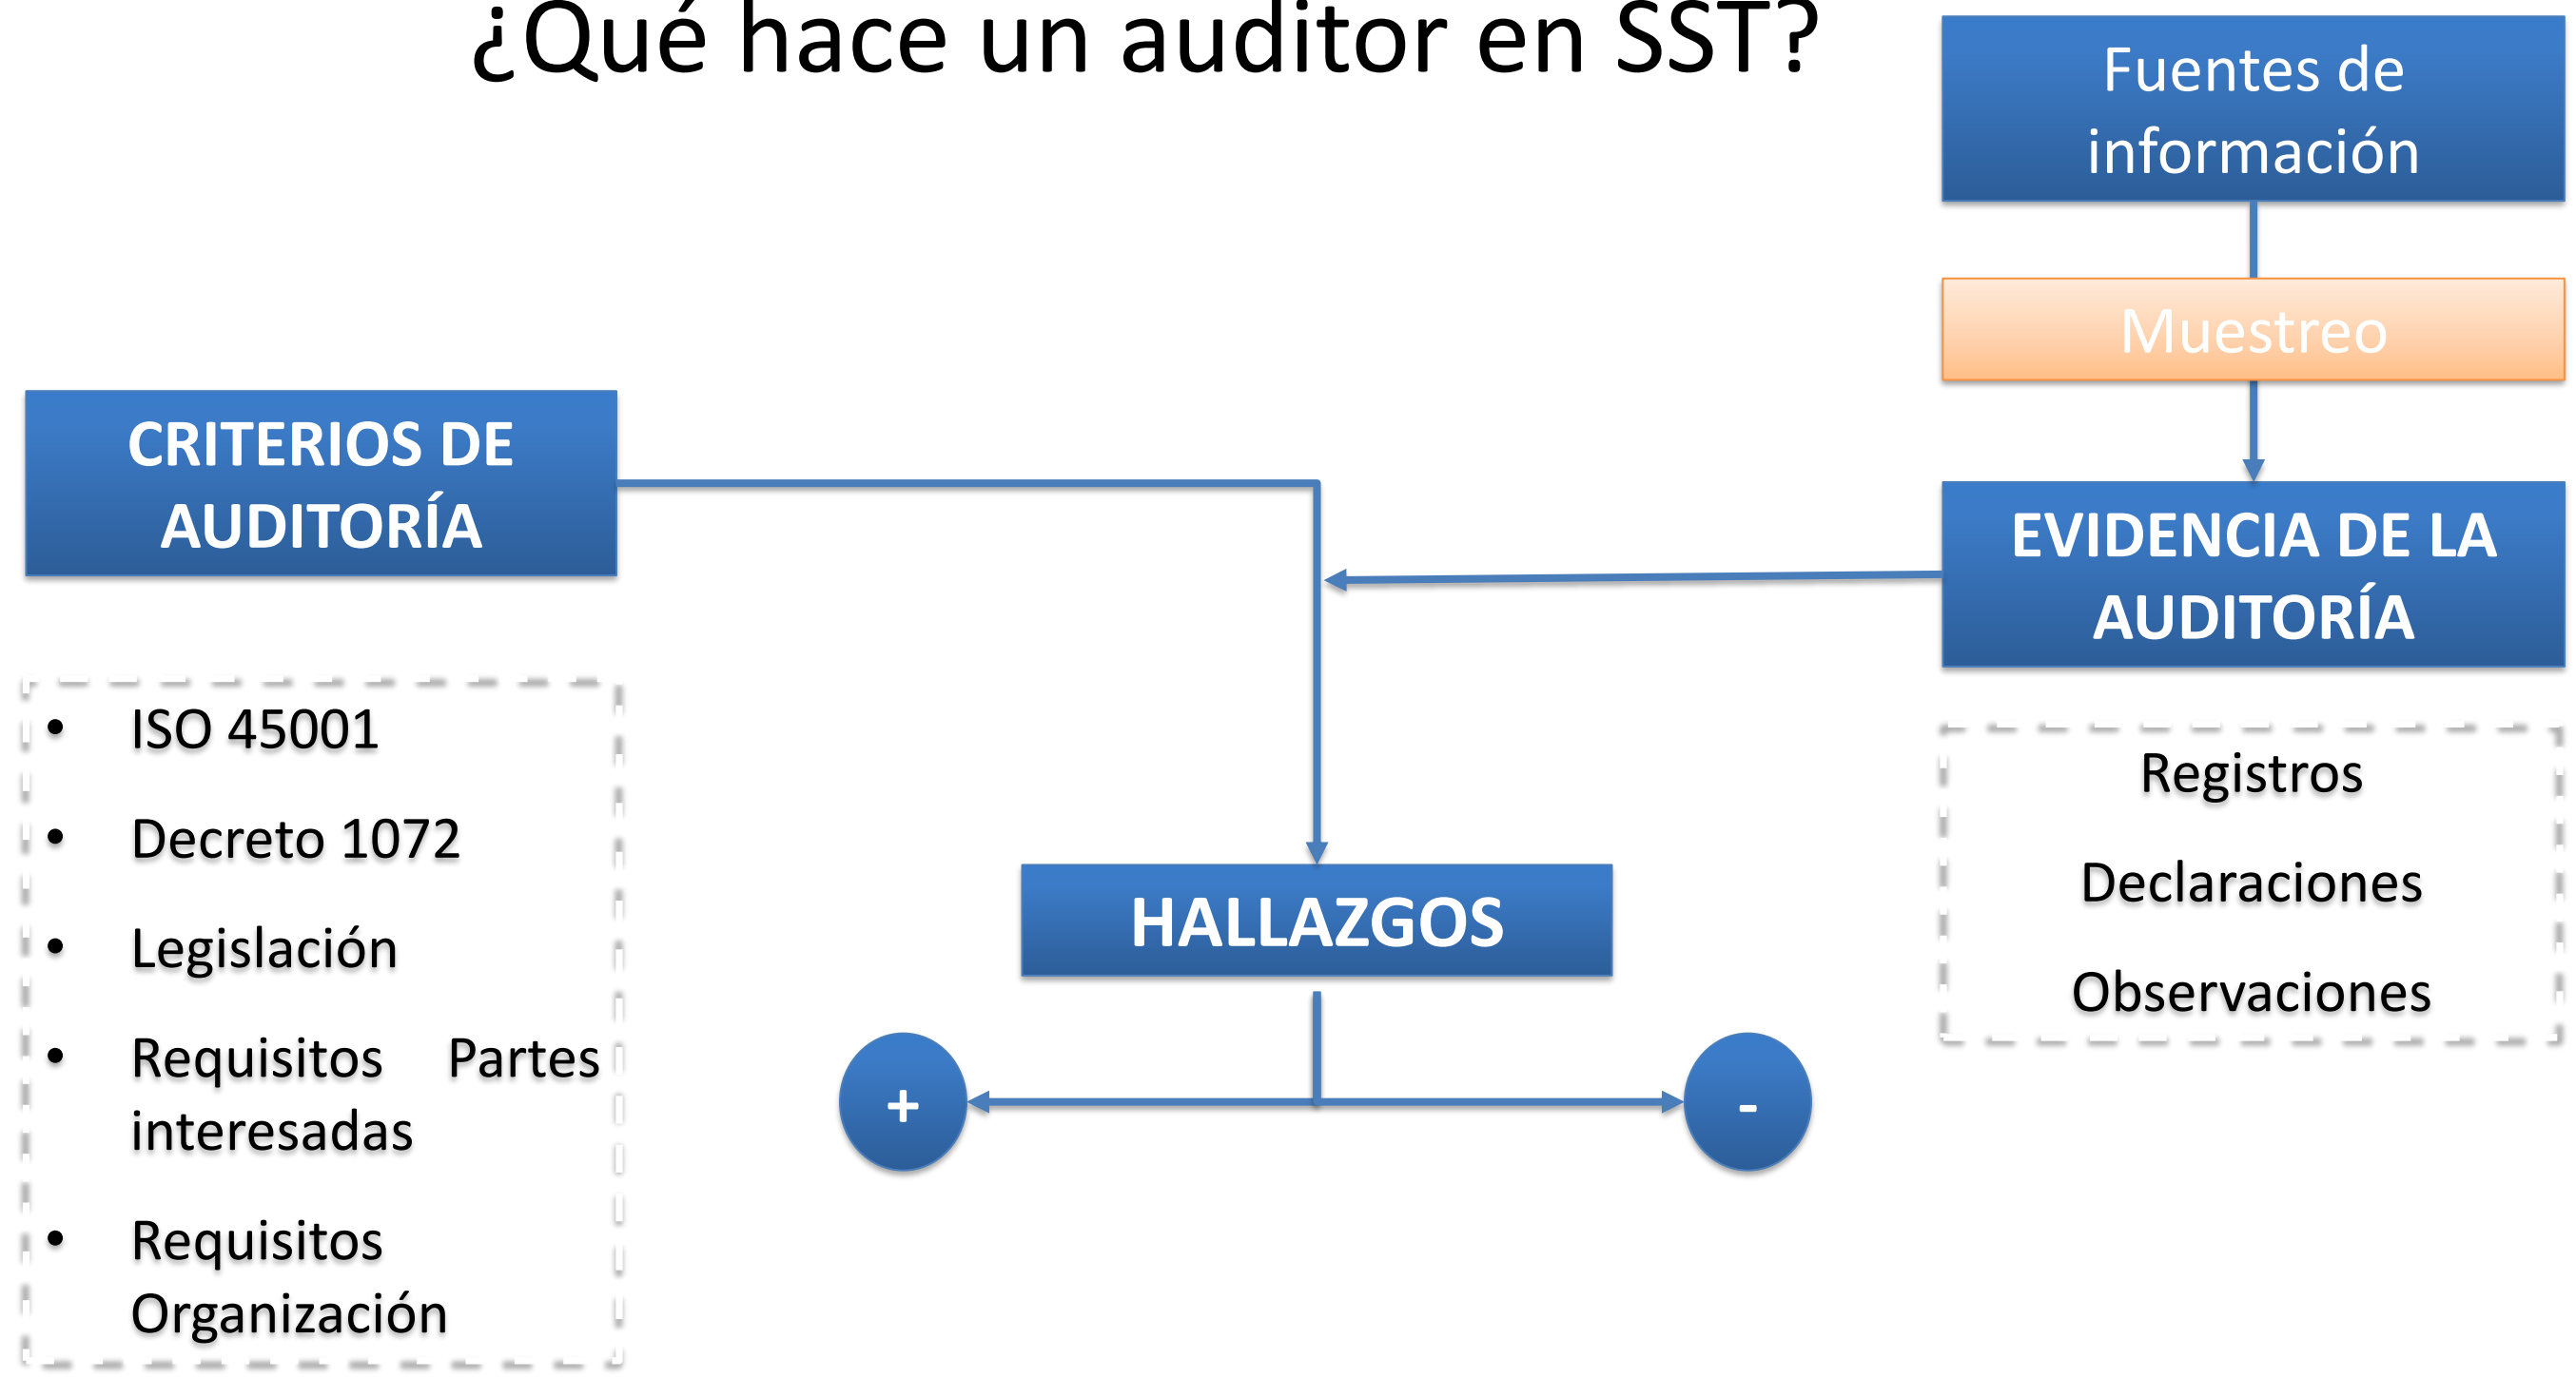 ¿Qué hace un auditor en SST?
Fuentes de
información
Muestreo
CRITERIOS DE
AUDITORÍA
EVIDENCIA DE LA
AUDITORÍA
• ISO 45001
• Decreto 1072
• Legislación
• Requisitos Partes
interesadas
• Requisitos
Organización
Registros
Declaraciones
Observaciones
HALLAZGOS
+
-